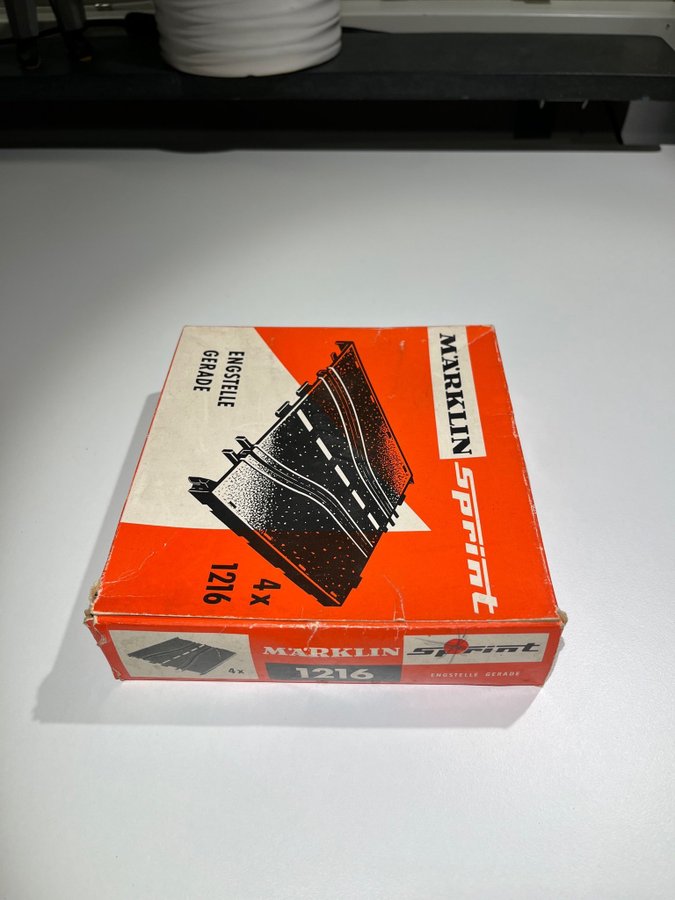 MÄRKLIN Sprint
ENGSTELLE
GERADE
4x
1216
4x
MÄRKLIN
1216
Sprint
ENGSTELLE GERADE